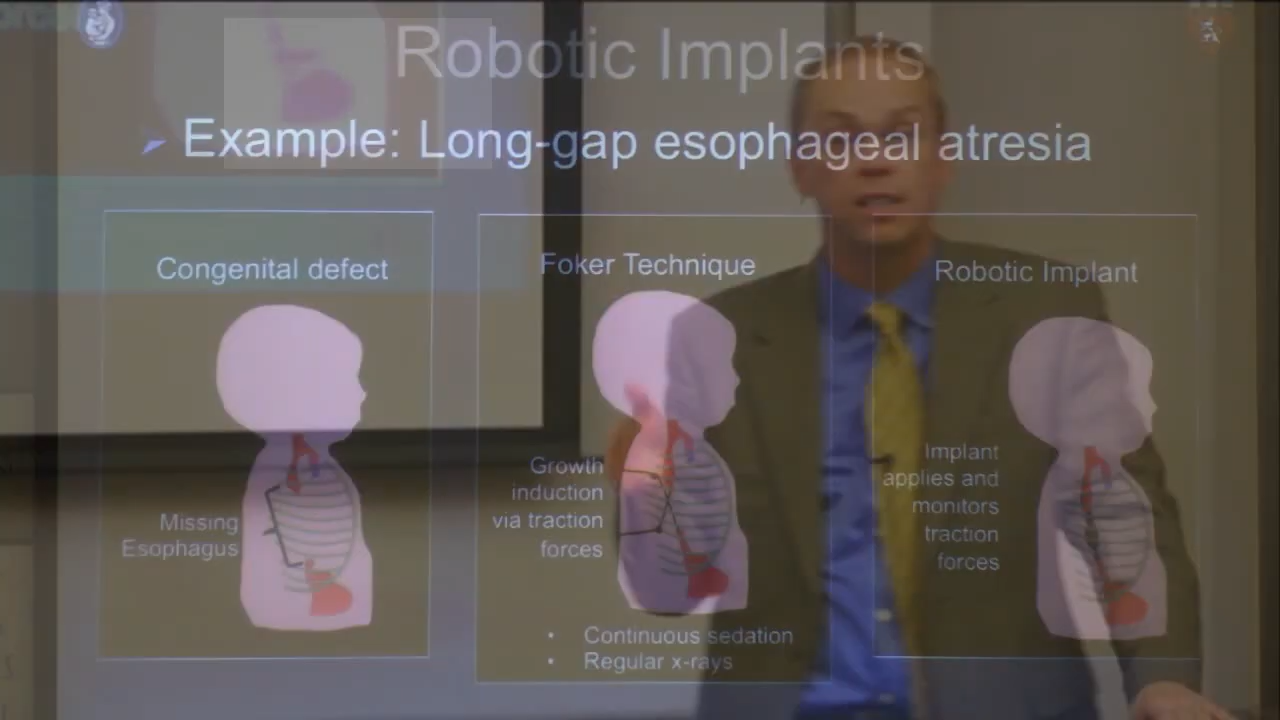 Robotic Implants
Example: Long-gap esophageal atresia
Congenital defect
Missing
Esophagus
Foker Technique
Growth
induction
via traction
forces
• Continuous sedation
• Regular x-rays
Robotic Implant
Implant
applies and
monitors
traction
forces